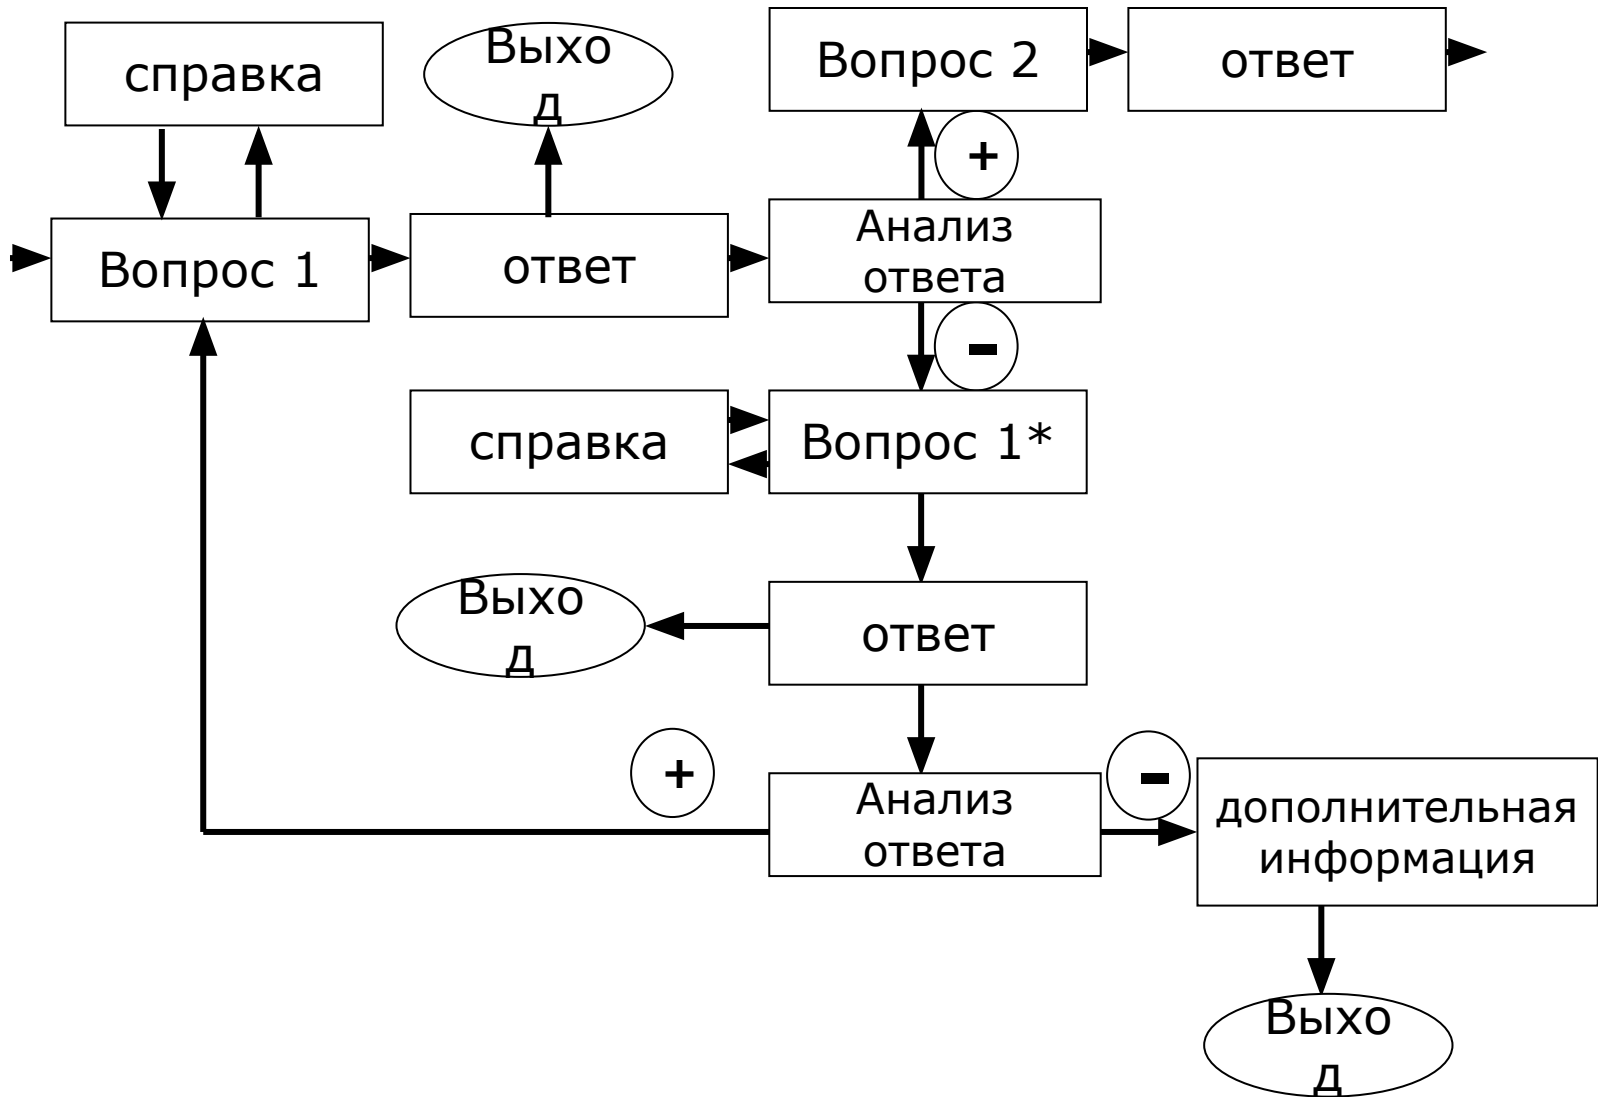 справка
Выхо
д
Вопрос 2
ответ
+
Вопрос 1
ответ
Анализ
ответа
-
справка
Вопрос 1*
Выхо
д
ответ
+
Анализ
ответа
-
дополнительная
информация
Выхо
д